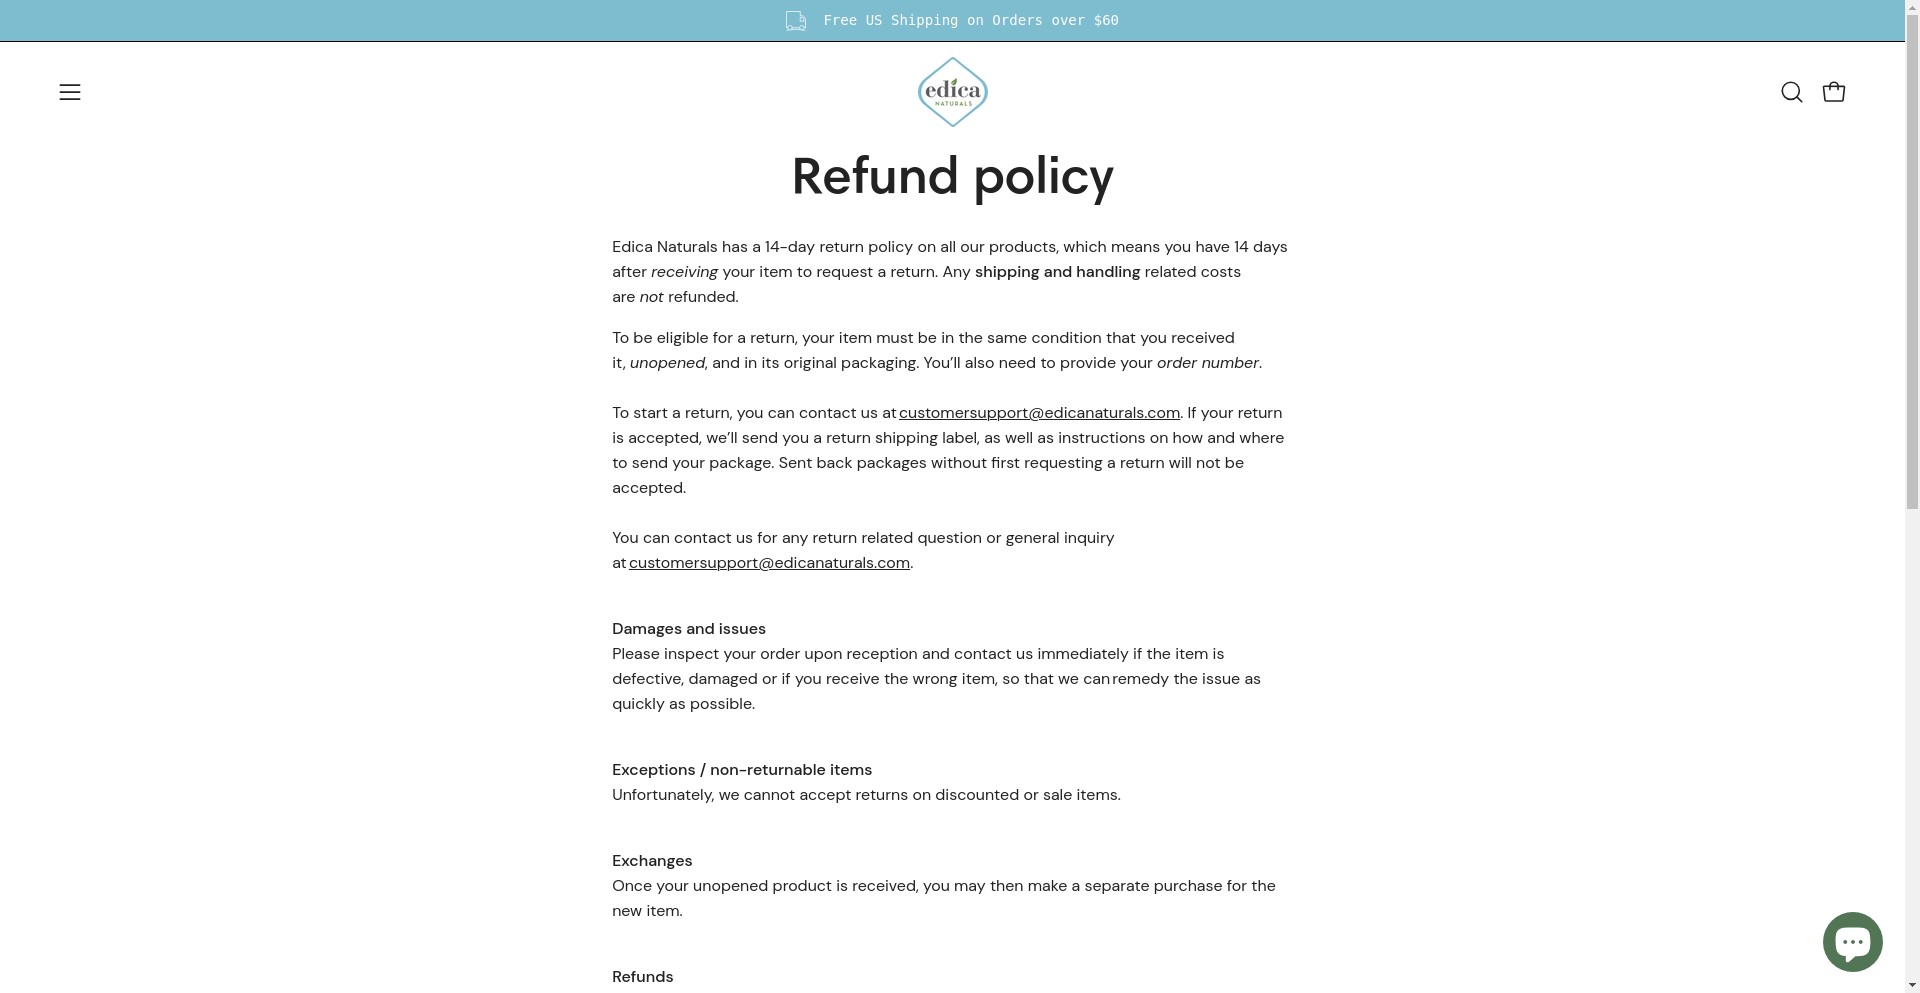 Free US Shipping on Orders over $60
edica
NATURALS
Refund policy
Edica Naturals has a 14-day return policy on all our products, which means you have 14 days
after receiving your item to request a return. Any shipping and handling related costs
are not refunded.
To be eligible for a return, your item must be in the same condition that you received
it, unopened, and in its original packaging. You’ll also need to provide your order number.
To start a return, you can contact us at customersupport@edicanaturals.com. If your return
is accepted, we’ll send you a return shipping label, as well as instructions on how and where
to send your package. Sent back packages without first requesting a return will not be
accepted.
You can contact us for any return related question or general inquiry
at customersupport@edicanaturals.com.
Damages and issues
Please inspect your order upon reception and contact us immediately if the item is
defective, damaged or if you receive the wrong item, so that we can remedy the issue as
quickly as possible.
Exceptions / non-returnable items
Unfortunately, we cannot accept returns on discounted or sale items.
Exchanges
Once your unopened product is received, you may then make a separate purchase for the
new item.
Refunds